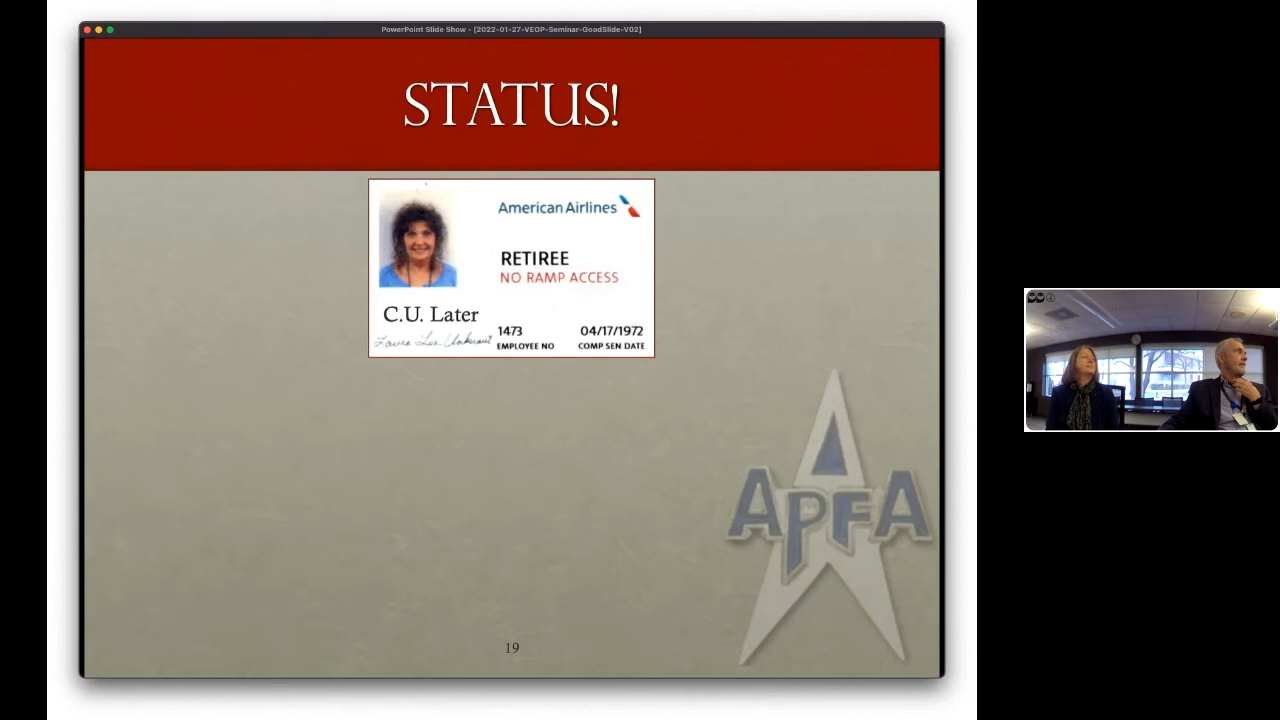 PowerPoint Slide Show - [2022-01-27-VEOP-Seminar-GoodSlide-V02]
STATUS!
American Airlines
RETIREE
NO RAMP ACCESS
C.U. Later
1473 04/17/1972
EMPLOYEE NO COMP SEN DATE
APFA
19